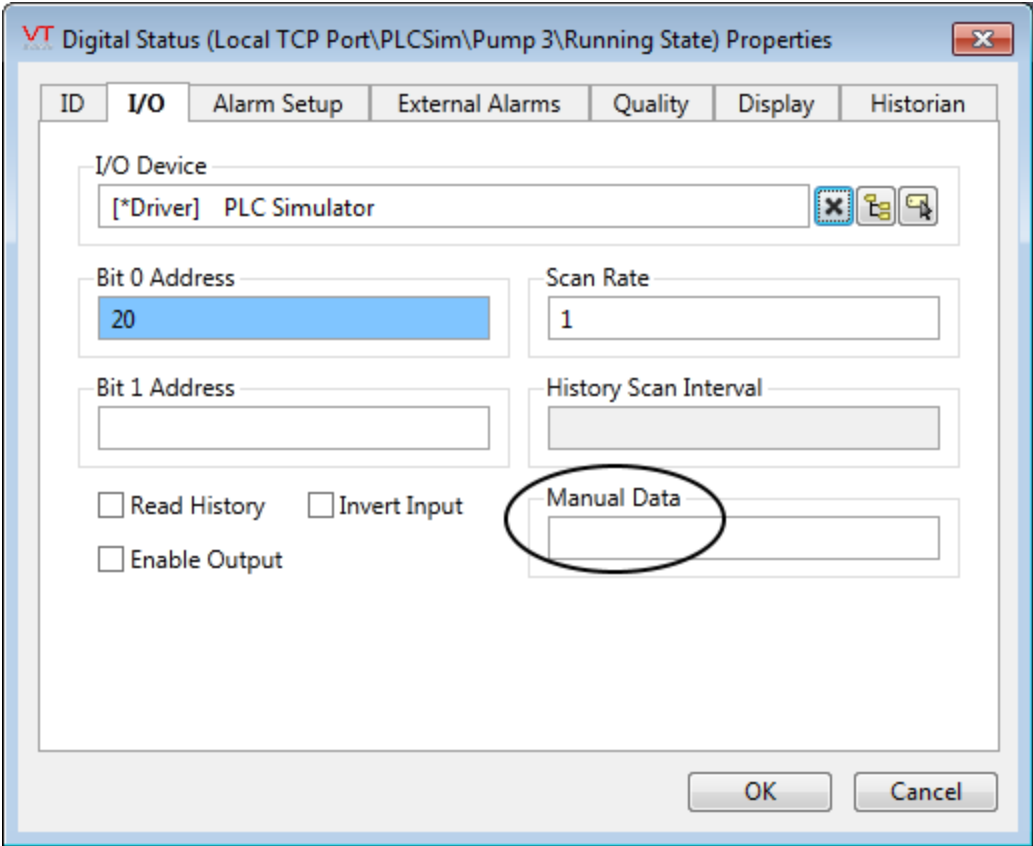 VT Digital Status (Local TCP Port\PLCSim\Pump 3\Running State) Properties
ID I/O Alarm Setup External Alarms Quality Display Historian
I/O Device
[*Driver] PLC Simulator
Bit 0 Address Scan Rate
20 1
Bit 1 Address History Scan Interval
Read History Invert Input Manual Data
Enable Output
OK Cancel